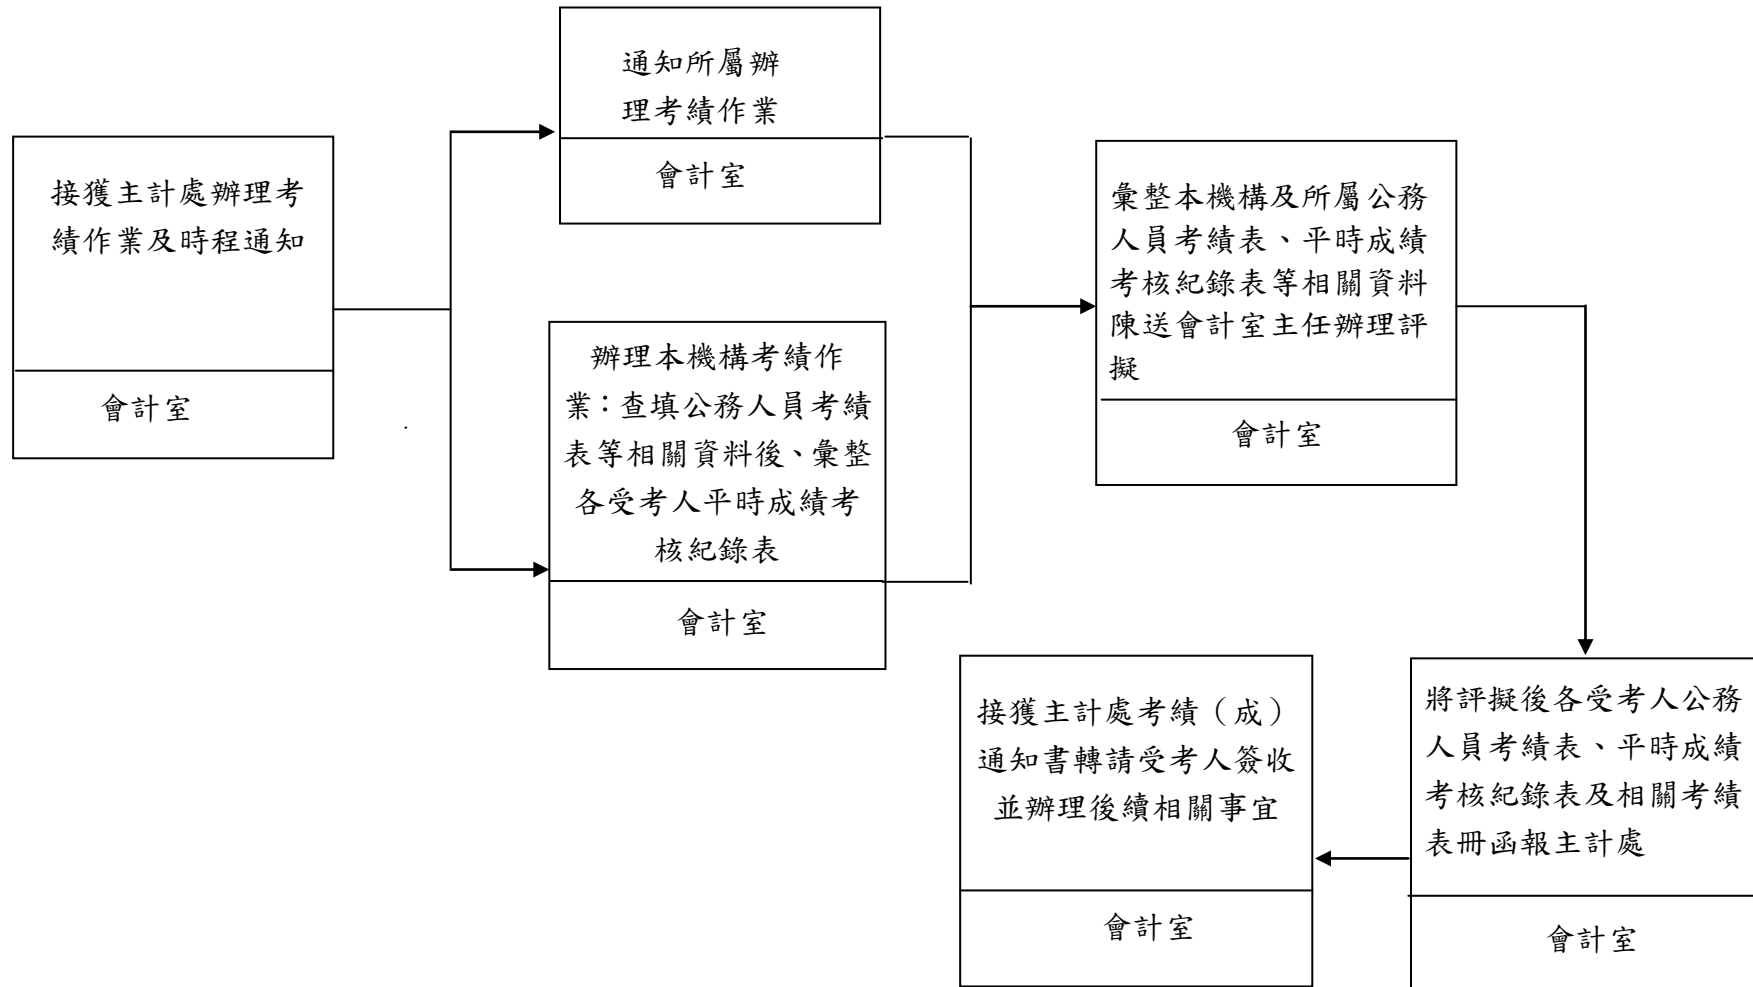 接獲主計處辦理考
績作業及時程通知
會計室
通知所屬辦
理考績作業
會計室
辦理本機構考績作
業：查填公務人員考績
表等相關資料後、彙整
各受考人平時成績考
核紀錄表
會計室
彙整本機構及所屬公務
人員考績表、平時成績
考核紀錄表等相關資料
陳送會計室主任辦理評
擬
會計室
將評擬後各受考人公務
人員考績表、平時成績
考核紀錄表及相關考績
表冊函報主計處
會計室
接獲主計處考績（成）
通知書轉請受考人簽收
並辦理後續相關事宜
會計室